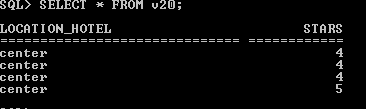 SQL> SELECT * FROM v20;
LOCATION_HOTEL STARS
============================== ============
center 4
center 4
center 4
center 5